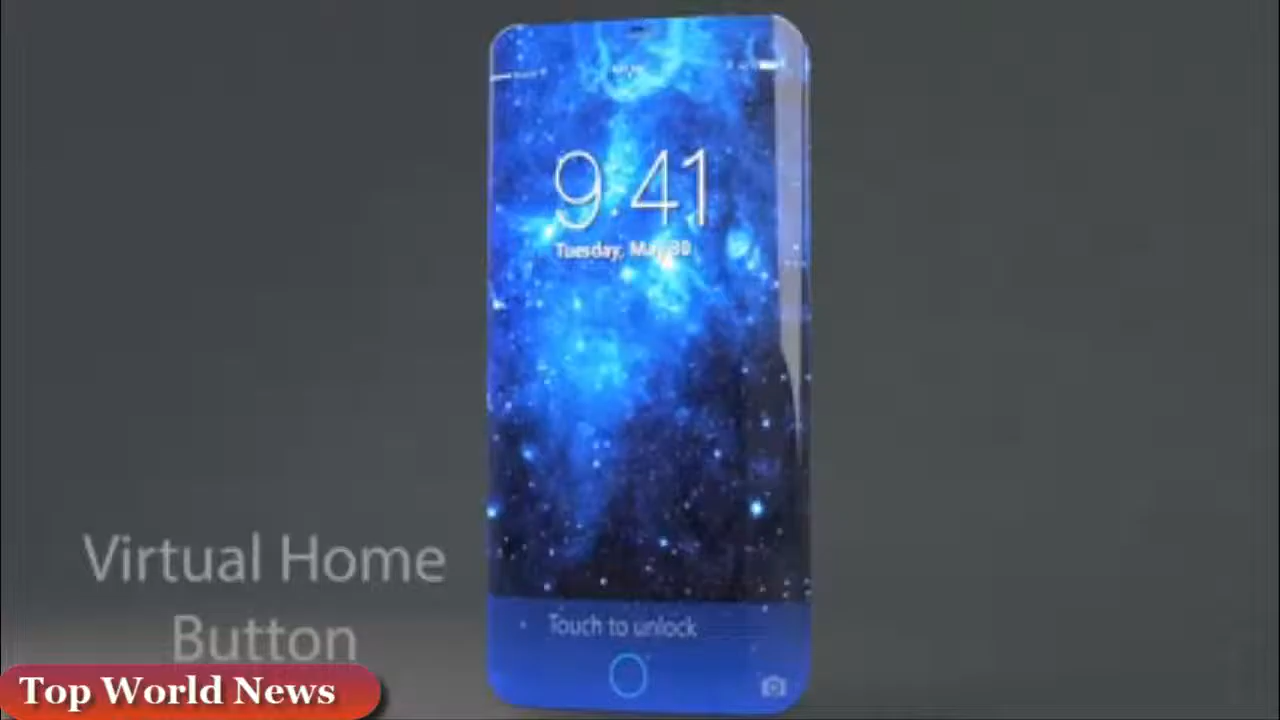 9:41
Tuesday, May 30
Virtual Home
Button
Touch to unlock
Top World News